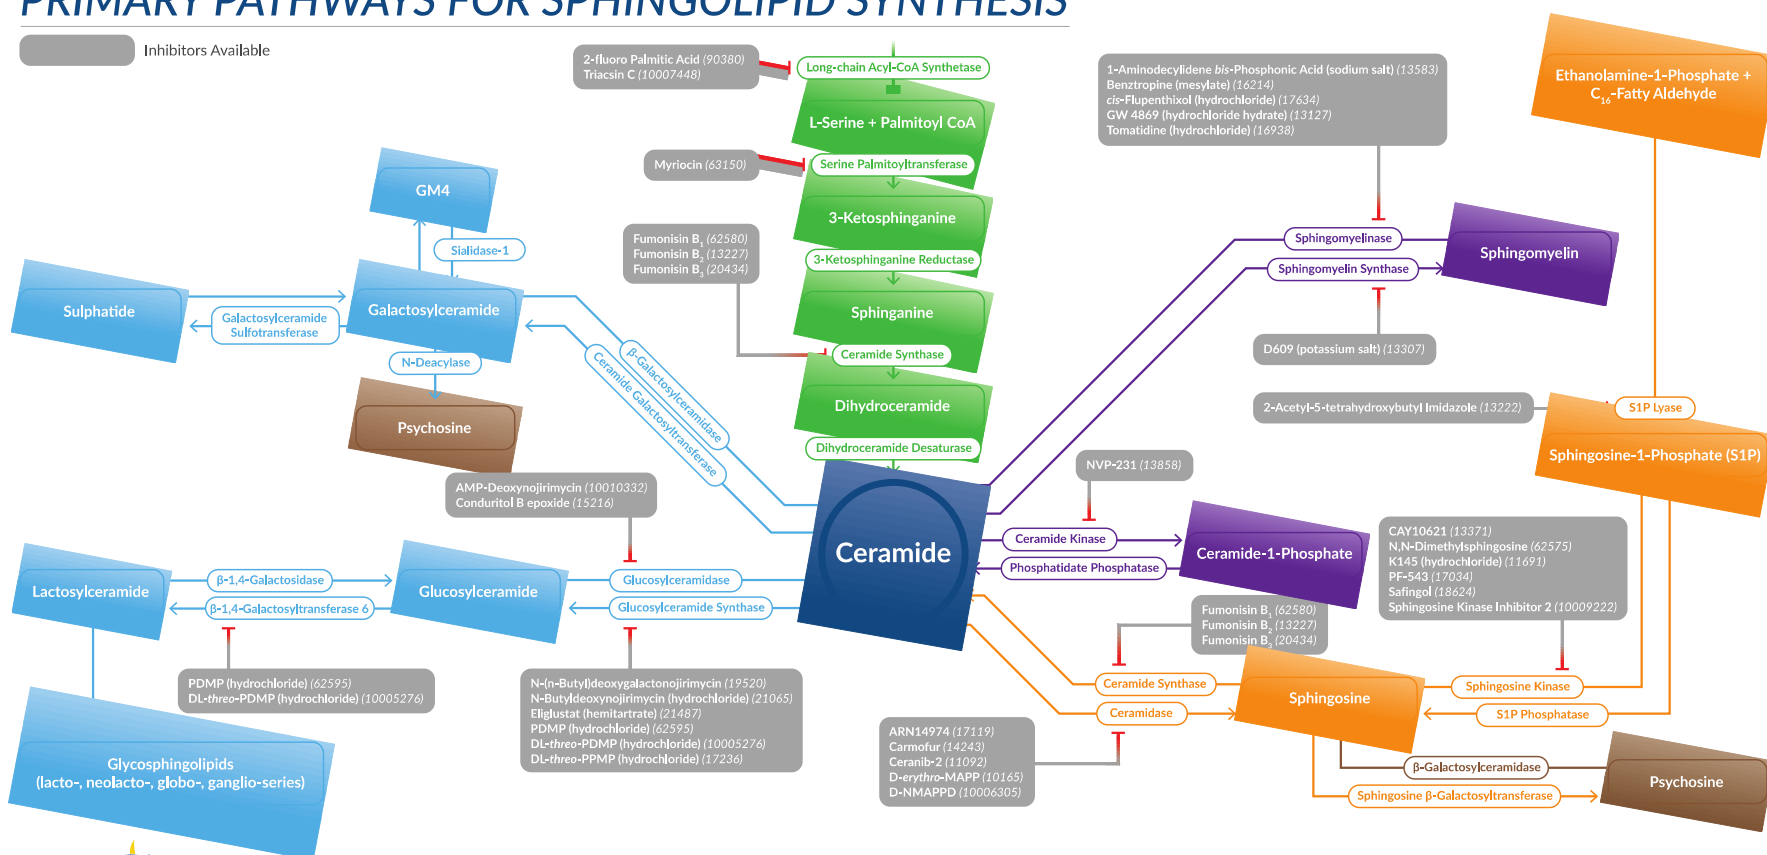 PRIMARY PATHWAYS FOR SPHINGOLIPID SYNTHESIS
Inhibitors Available
2-fluoro Palmitic Acid (90380)
Triacsin C (10007448)
Long-chain Acyl-CoA Synthetase
L-Serine + Palmitoyl CoA
Myriocin (63150)
Serine Palmitoyltransferase
3-Ketosphinganine
Fumonisin B1 (62580)
Fumonisin B2 (13227)
Fumonisin B3 (20434)
3-Ketosphinganine Reductase
Sphinganine
Ceramide Synthase
Dihydroceramide
Dihydroceramide Desaturase
Ceramide
1-Aminodecylidene bis-Phosphonic Acid (sodium salt) (13583)
Benztropine (mesylate) (16214)
cis-Flupenthixol (hydrochloride) (17634)
GW 4869 (hydrochloride hydrate) (13127)
Tomatidine (hydrochloride) (16938)
Sphingomyelinase
Sphingomyelin Synthase
Sphingomyelin
D609 (potassium salt) (13307)
Ethanolamine-1-Phosphate +
C16-Fatty Aldehyde
2-Acetyl-5-tetrahydroxybutyl Imidazole (13222)
S1P Lyase
Sphingosine-1-Phosphate (S1P)
GM4
Sialidase-1
Sulphatide
Galactosylceramide
Sulfotransferase
Galactosylceramide
N-Deacylase
Psychosine
β-Galactosylceramidase
Ceramide Galactosyltransferase
AMP-Deoxynojirimycin (10010332)
Conduritol B epoxide (15216)
Lactosylceramide
β-1,4-Galactosidase
β-1,4-Galactosyltransferase 6
Glucosylceramide
Glucosylceramidase
Glucosylceramide Synthase
PDMP (hydrochloride) (62595)
DL-threo-PDMP (hydrochloride) (10005276)
N-(n-Butyl)deoxygalactonojirimycin (19520)
N-Butyldeoxynojirimycin (hydrochloride) (21065)
Eliglustat (hemitartrate) (21487)
PDMP (hydrochloride) (62595)
DL-threo-PDMP (hydrochloride) (10005276)
DL-threo-PPMP (hydrochloride) (17236)
Glycosphingolipids
(lacto-, neolacto-, globo-, ganglio-series)
NVP-231 (13858)
Ceramide Kinase
Phosphatidate Phosphatase
Ceramide-1-Phosphate
CAY10621 (13371)
N,N-Dimethylsphingosine (62575)
K145 (hydrochloride) (11691)
PF-543 (17034)
Safingol (18624)
Sphingosine Kinase Inhibitor 2 (10009222)
Fumonisin B1 (62580)
Fumonisin B2 (13227)
Fumonisin B3 (20434)
Ceramide Synthase
Ceramidase
Sphingosine
Sphingosine Kinase
S1P Phosphatase
ARN14974 (17119)
Carmofur (14243)
Ceranib-2 (11092)
D-erythro-MAPP (10165)
D-NMAPPD (10006305)
β-Galactosylceramidase
Sphingosine β-Galactosyltransferase
Psychosine